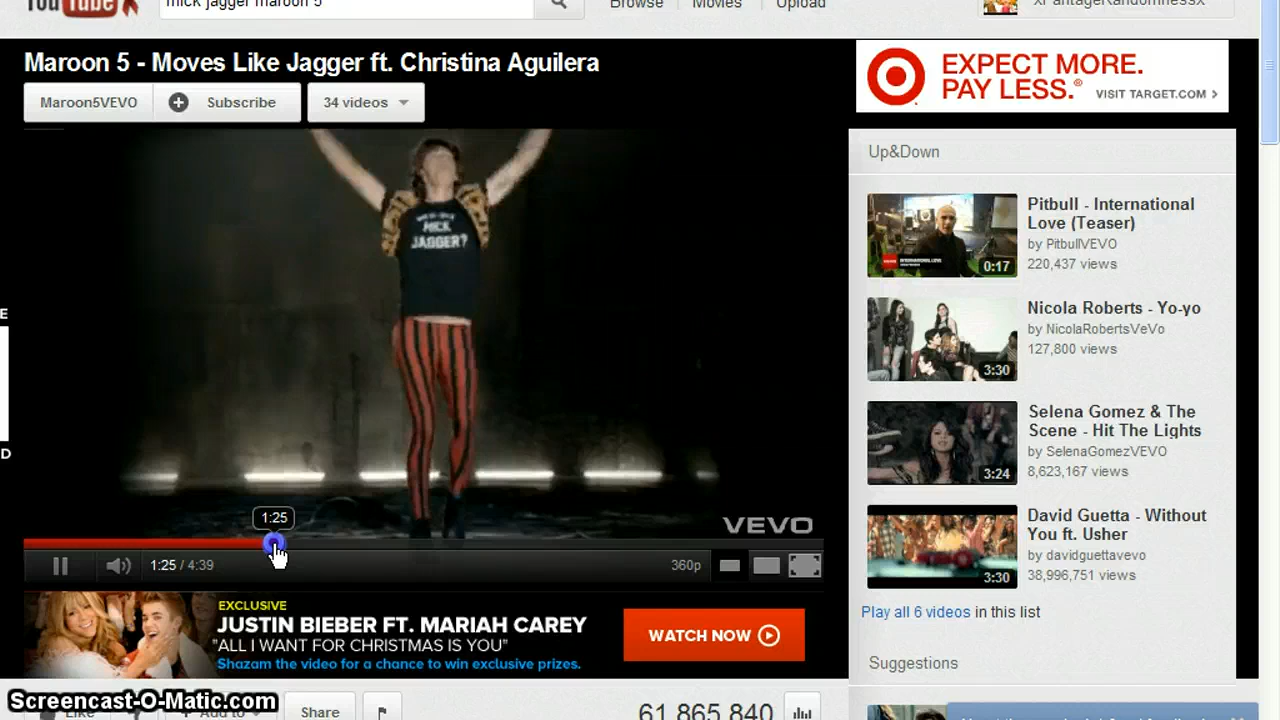 YouTube
mick jagger maroon 5
Browse
Movies
Upload
xPantageRandomnessx
Maroon 5 - Moves Like Jagger ft. Christina Aguilera
Maroon5VEVO
Subscribe
34 videos
EXPECT MORE.
PAY LESS.® VISIT TARGET.COM >
MICK
JAGGER?
VEVO
1:25
1:25 / 4:39
360p
EXCLUSIVE
JUSTIN BIEBER FT. MARIAH CAREY
"ALL I WANT FOR CHRISTMAS IS YOU"
Shazam the video for a chance to win exclusive prizes.
WATCH NOW
Up&Down
Pitbull - International
Love (Teaser)
by PitbullVEVO
220,437 views
0:17
Nicola Roberts - Yo-yo
by NicolaRobertsVeVo
127,800 views
3:30
Selena Gomez & The
Scene - Hit The Lights
by SelenaGomezVEVO
8,623,167 views
3:24
David Guetta - Without
You ft. Usher
by davidguettavevo
38,996,751 views
3:30
Play all 6 videos in this list
Suggestions
E
D
Screencast-O-Matic.com
Like
Add to
Share
61,865,840